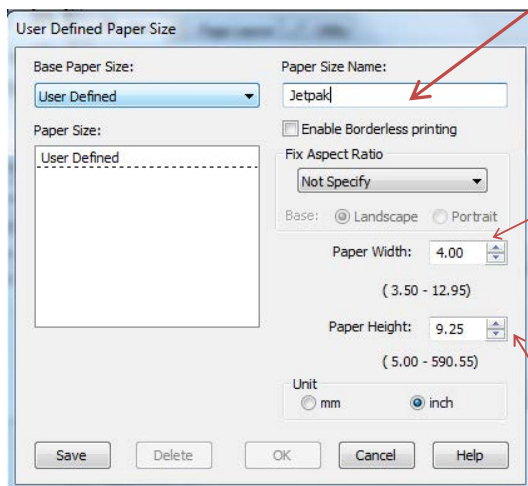 User Defined Paper Size
Base Paper Size:
User Defined
Paper Size:
User Defined
Paper Size Name:
Jetpak
Enable Borderless printing
Fix Aspect Ratio
Not Specify
Base: Landscape Portrait
Paper Width: 4.00
( 3.50 - 12.95)
Paper Height: 9.25
( 5.00 - 590.55)
Unit
mm inch
Save Delete OK Cancel Help